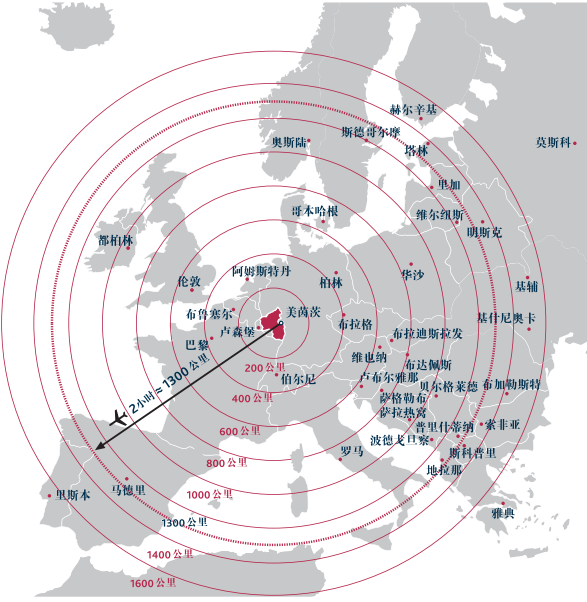 赫尔辛基
斯德哥尔摩
奥斯陆
塔林
莫斯科
里加
哥本哈根
维尔纽斯
明斯克
都柏林
阿姆斯特丹
柏林
华沙
伦敦
基辅
布鲁塞尔
美茵茨
基什尼奥卡
卢森堡
布拉格
布拉迪斯拉发
巴黎
维也纳
布达佩斯
200公里
伯尔尼
卢布尔雅那
贝尔格莱德
布加勒斯特
2小时≈1300公里
400公里
萨格勒布
萨拉热窝
600公里
普里什蒂纳
索非亚
波德戈里察
罗马
斯科普里
800公里
地拉那
马德里
里斯本
1000公里
雅典
1300公里
1400公里
1600公里